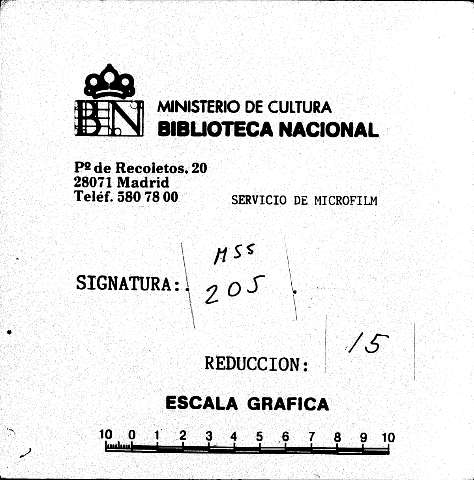 BN
MINISTERIO DE CULTURA
BIBLIOTECA NACIONAL
Pº de Recoletos, 20
28071 Madrid
Teléf. 580 78 00
SERVICIO DE MICROFILM
MSS
SIGNATURA: 205.
15
REDUCCION:
ESCALA GRAFICA
10 0 1 2 3 4 5 6 7 8 9 10